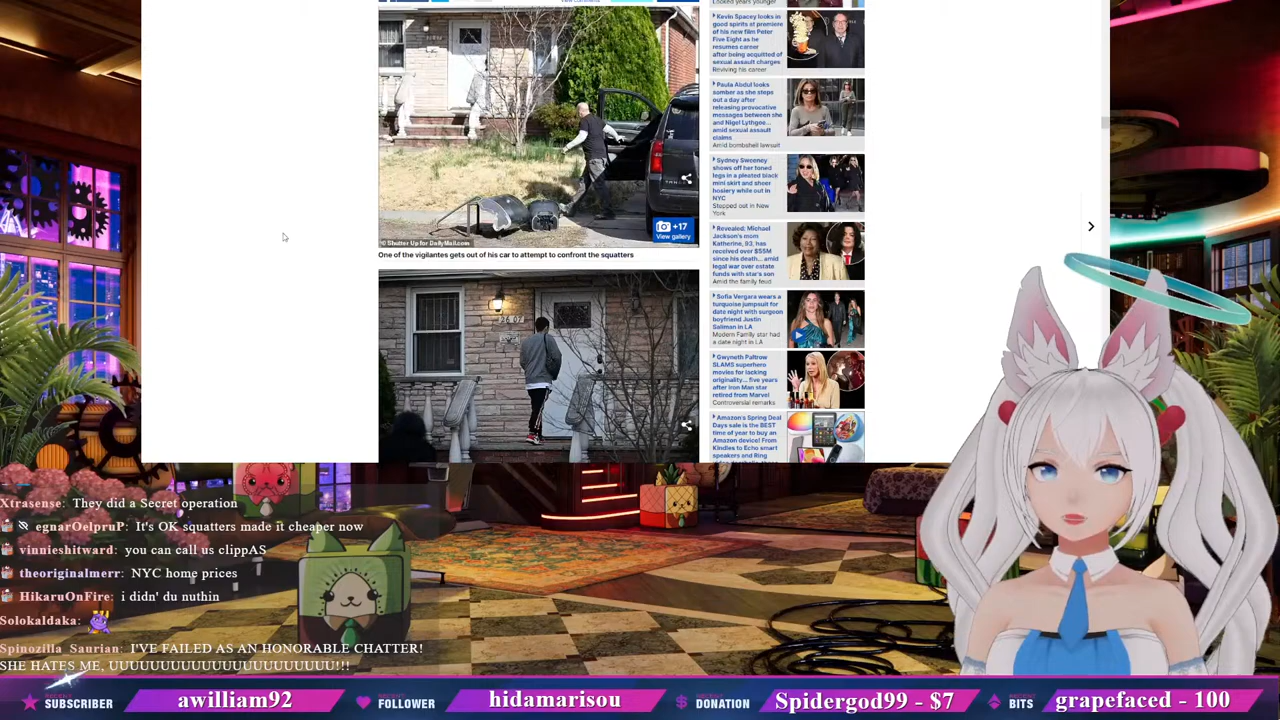 Looked years younger
Kevin Spacey looks in
good spirits at premiere
of his new film Peter
Five Eight as he
resumes career
after being acquitted of
sexual assault charges
Reviving his career
Paula Abdul looks
somber as she steps
out a day after
releasing provocative
messages between she
and Nigel Lythgoe...
amid sexual assault
claims
Amid bombshell lawsuit
Sydney Sweeney
shows off her toned
legs in a pleated black
mini skirt and sheer
hosiery while out in
NYC
Stepped out in New
York
+17
View gallery
© Shutter Up for DailyMail.com
One of the vigilantes gets out of his car to attempt to confront the squatters
Revealed: Michael
Jackson's mom
Katherine, 93, has
received over $55M
since his death... amid
legal war over estate
funds with star's son
Amid the family feud
Sofia Vergara wears a
turquoise jumpsuit for
date night with surgeon
boyfriend Justin
Saliman in LA
Modern Family star had
a date night in LA
Gwyneth Paltrow
SLAMS superhero
movies for lacking
originality... five years
after Iron Man star
retired from Marvel
Controversial remarks
Amazon's Spring Deal
Days sale is the BEST
time of year to buy an
Amazon device! From
Kindles to Echo smart
speakers and Ring
Xtrasense: They did a Secret operation
egnarOelpruP: It's OK squatters made it cheaper now
vinnieshitward: you can call us clippAS
theoriginalmerr: NYC home prices
HikaruOnFire: i didn' du nuthin
Solokaldaka:
Spinozilla_Saurian: I'VE FAILED AS AN HONORABLE CHATTER!
SHE HATES ME, UUUUUUUUUUUUUUUUUUUUUU!!!
RECENT SUBSCRIBER awilliam92 RECENT FOLLOWER hidamarisou RECENT DONATION Spidergod99 - $7 RECENT BITS grapefaced - 100